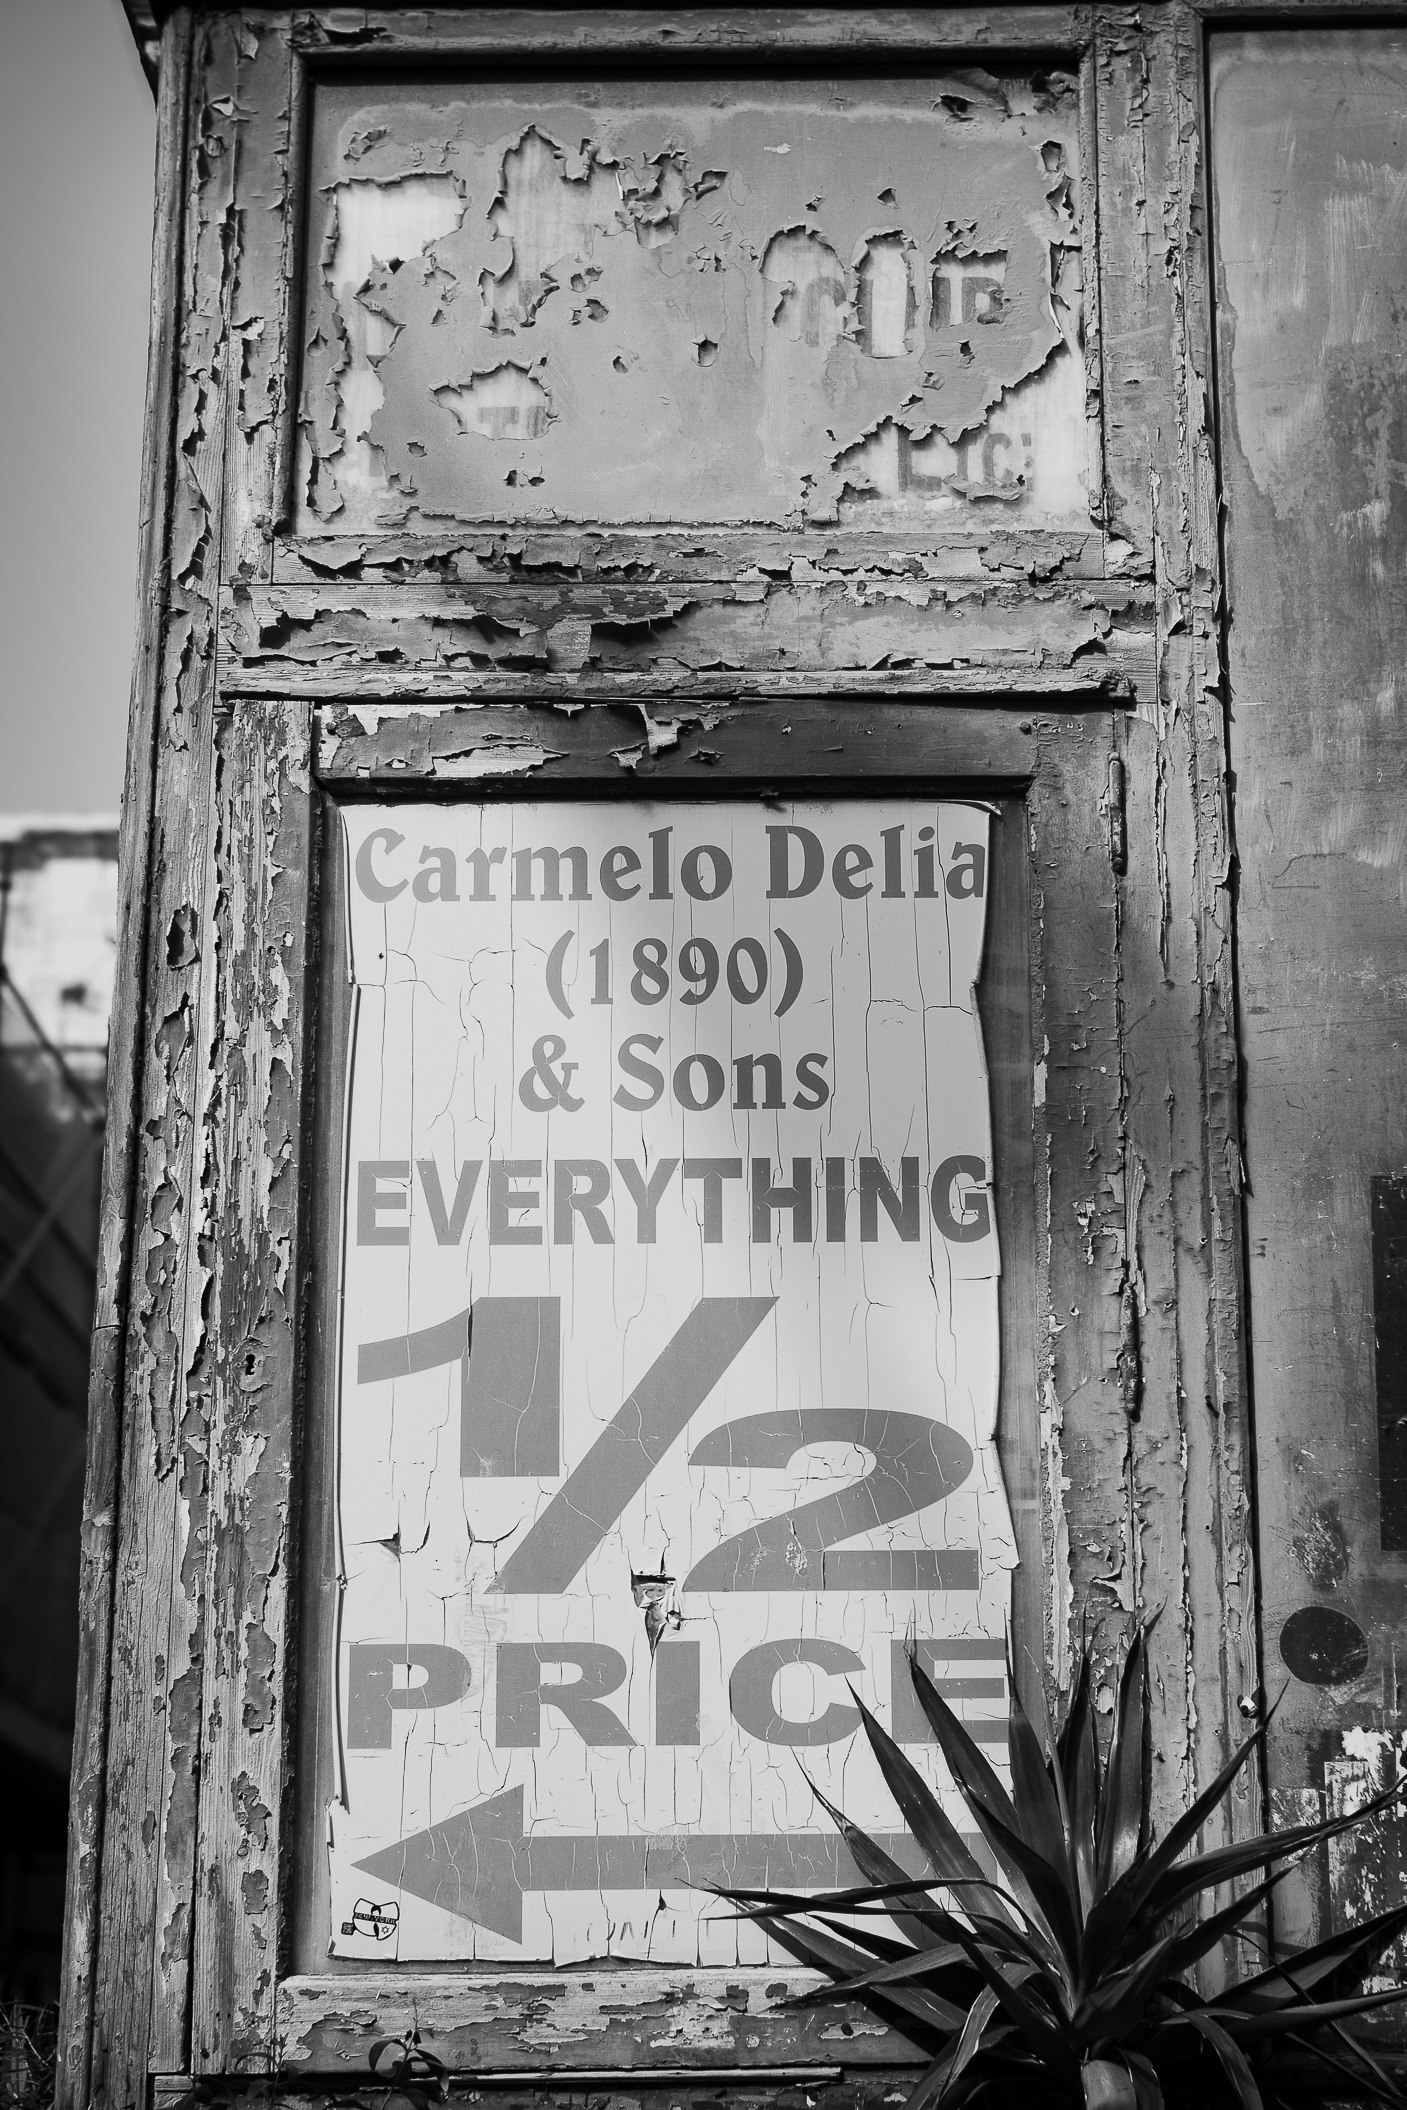 Carmelo Delia
(1890)
& Sons
EVERYTHING
1/2
PRICE